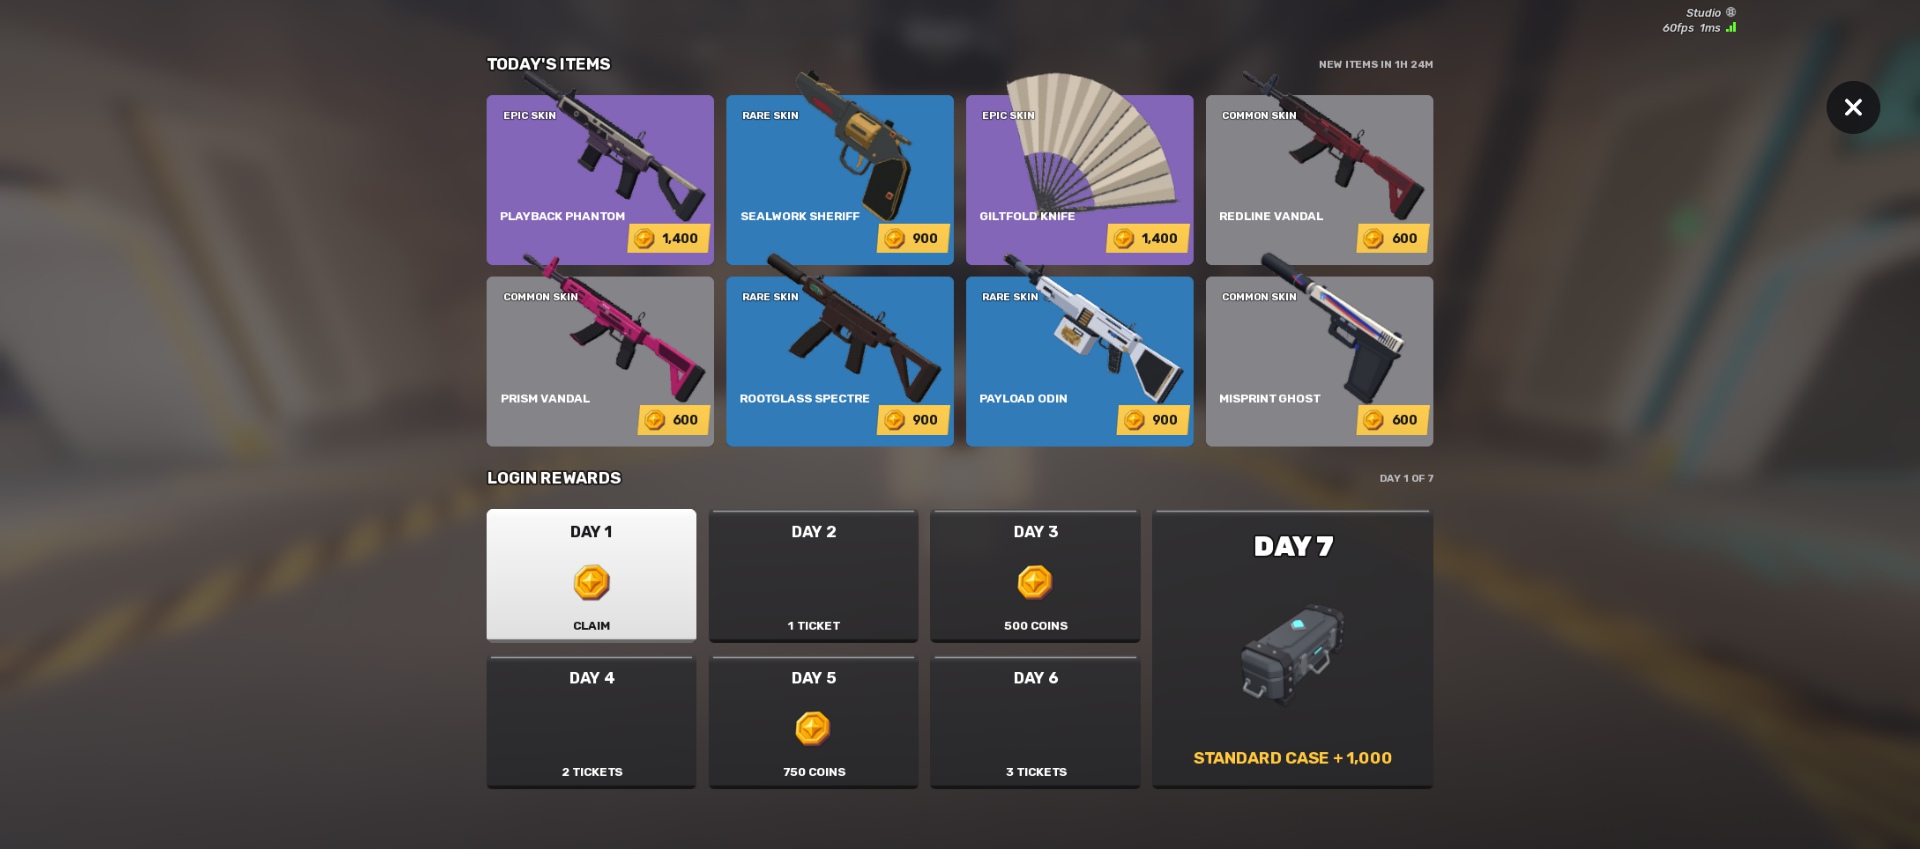 Studio
60fps 1ms
TODAY'S ITEMS
NEW ITEMS IN 1H 24M
EPIC SKIN
PLAYBACK PHANTOM
1,400
RARE SKIN
SEALWORK SHERIFF
900
EPIC SKIN
GILTFOLD KNIFE
1,400
COMMON SKIN
REDLINE VANDAL
600
COMMON SKIN
PRISM VANDAL
600
RARE SKIN
ROOTGLASS SPECTRE
900
RARE SKIN
PAYLOAD ODIN
900
COMMON SKIN
MISPRINT GHOST
600
LOGIN REWARDS
DAY 1 OF 7
DAY 1
CLAIM
DAY 2
1 TICKET
DAY 3
500 COINS
DAY 4
2 TICKETS
DAY 5
750 COINS
DAY 6
3 TICKETS
DAY 7
STANDARD CASE + 1,000